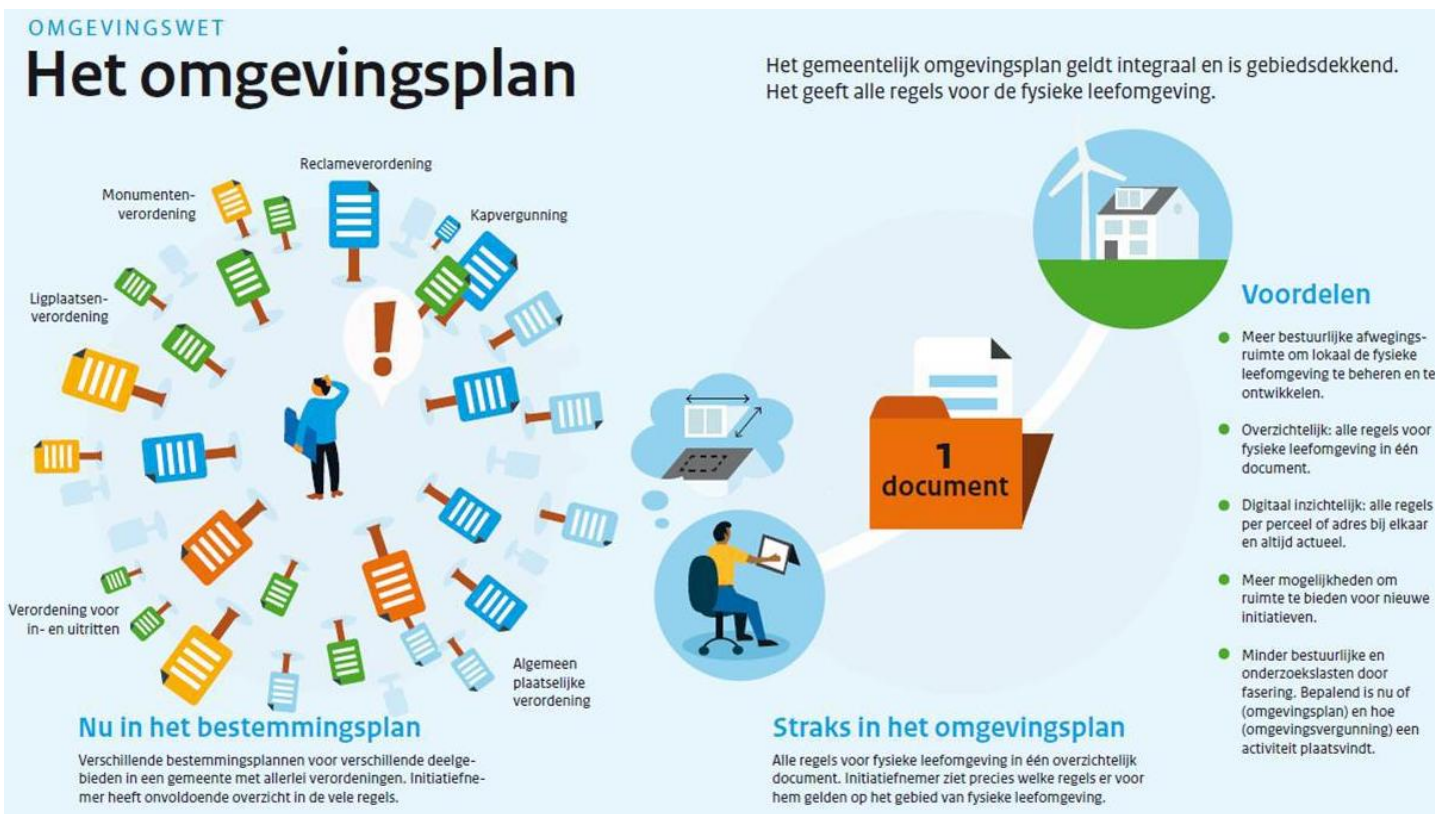 OMGEVINGSWET
Het omgevingsplan
Het gemeentelijk omgevingsplan geldt integraal en is gebiedsdekkend.
Het geeft alle regels voor de fysieke leefomgeving.
Reclameverordening
Monumenten-
verordening
Kapvergunning
Ligplaatsen-
verordening
Verordening voor
in- en uitritten
Algemeen
plaatselijke
verordening
Nu in het bestemmingsplan
Verschillende bestemmingsplannen voor verschillende deelge-
bieden in een gemeente met allerlei verordeningen. Initiatiefne-
mer heeft onvoldoende overzicht in de vele regels.
1
document
Straks in het omgevingsplan
Alle regels voor fysieke leefomgeving in één overzichtelijk
document. Initiatiefnemer ziet precies welke regels er voor
hem gelden op het gebied van fysieke leefomgeving.
Voordelen
Meer bestuurlijke afwegings-
ruimte om lokaal de fysieke
leefomgeving te beheren en te
ontwikkelen.
Overzichtelijk: alle regels voor
fysieke leefomgeving in één
document.
Digitaal inzichtelijk: alle regels
per perceel of adres bij elkaar
en altijd actueel.
Meer mogelijkheden om
ruimte te bieden voor nieuwe
initiatieven.
Minder bestuurlijke en
onderzoekslasten door
fasering. Bepalend is nu of
(omgevingsplan) en hoe
(omgevingsvergunning) een
activiteit plaatsvindt.